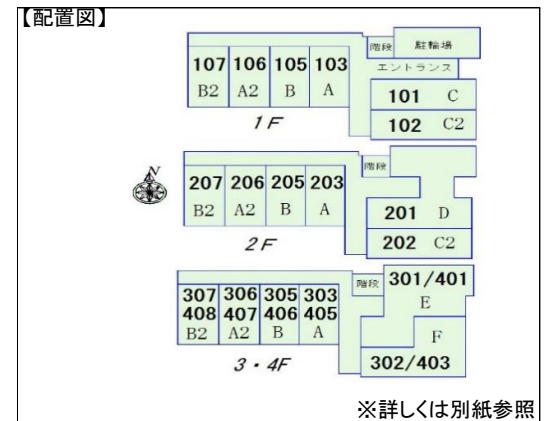 【配置図】
階段 駐輪場
エントランス
107 106 105 103
B2 A2 B A
101 C
102 C2
1F
階段
N
207 206 205 203
B2 A2 B A
201 D
202 C2
2F
階段 301/401
E
307 306 305 303
408 407 406 405
B2 A2 B A
F
302/403
3・4F
※詳しくは別紙参照